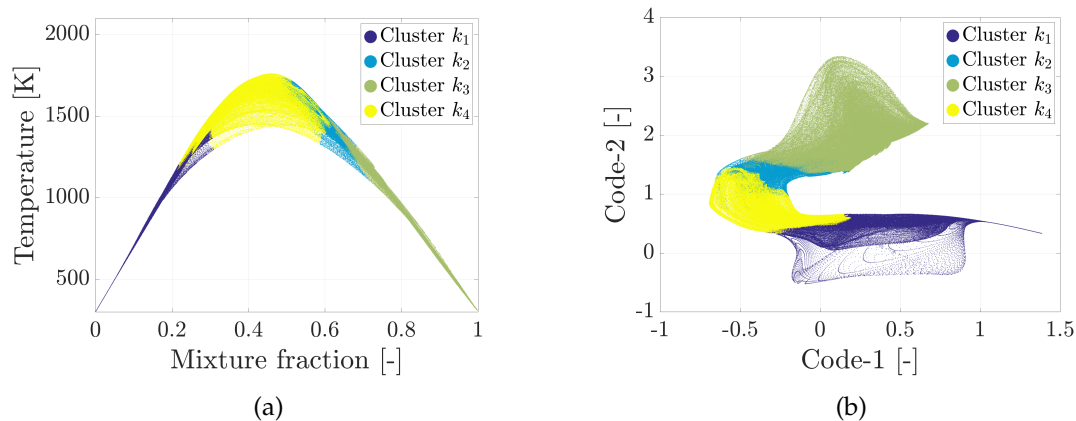 2000
1500
1000
500
Temperature [K]
0
0.2
0.4
0.6
0.8
1
Mixture fraction [-]
Cluster k₁
Cluster k₂
Cluster k₃
Cluster k₄
(a)
4
3
2
1
0
-1
Code-2 [-]
-1
-0.5
0
0.5
1
1.5
Code-1 [-]
Cluster k₁
Cluster k₂
Cluster k₃
Cluster k₄
(b)